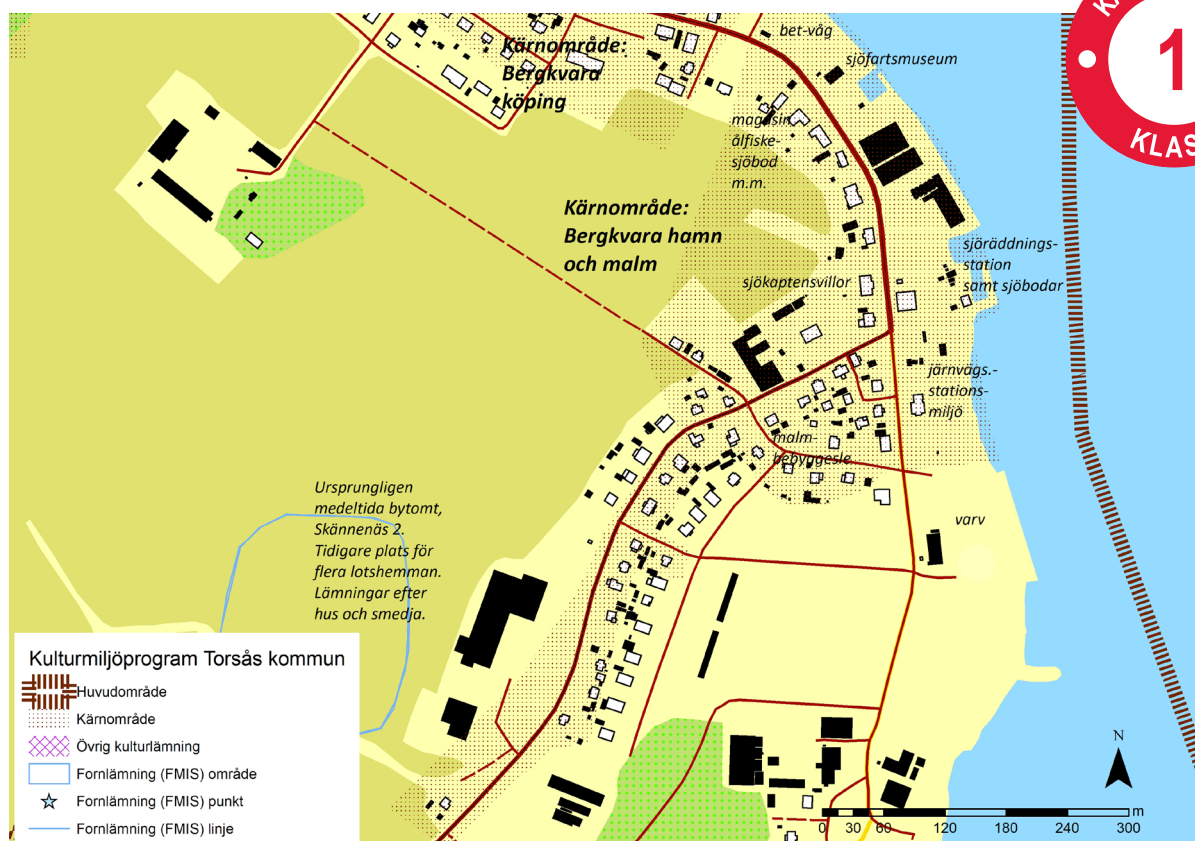 bet-våg
sjöfartsmuseum
Kärnområde:
Bergkvara
köping
1
KLAS
magasin
ålfiske-
sjöbod
m.m.
Kärnområde:
Bergkvara hamn
och malm
sjöräddnings-
station
samt sjöbodar
sjökaptensvillor
järnvägs.-
stations-
miljö
malm-
bebyggesle
Ursprungligen
medeltida bytomt,
Skännenäs 2.
Tidigare plats för
flera lotshemman.
Lämningar efter
hus och smedja.
varv
Kulturmiljöprogram Torsås kommun
Huvudområde
Kärnområde
Övrig kulturlämning
Fornlämning (FMIS) område
Fornlämning (FMIS) punkt
Fornlämning (FMIS) linje
N
m
0 30 60 120 180 240 300